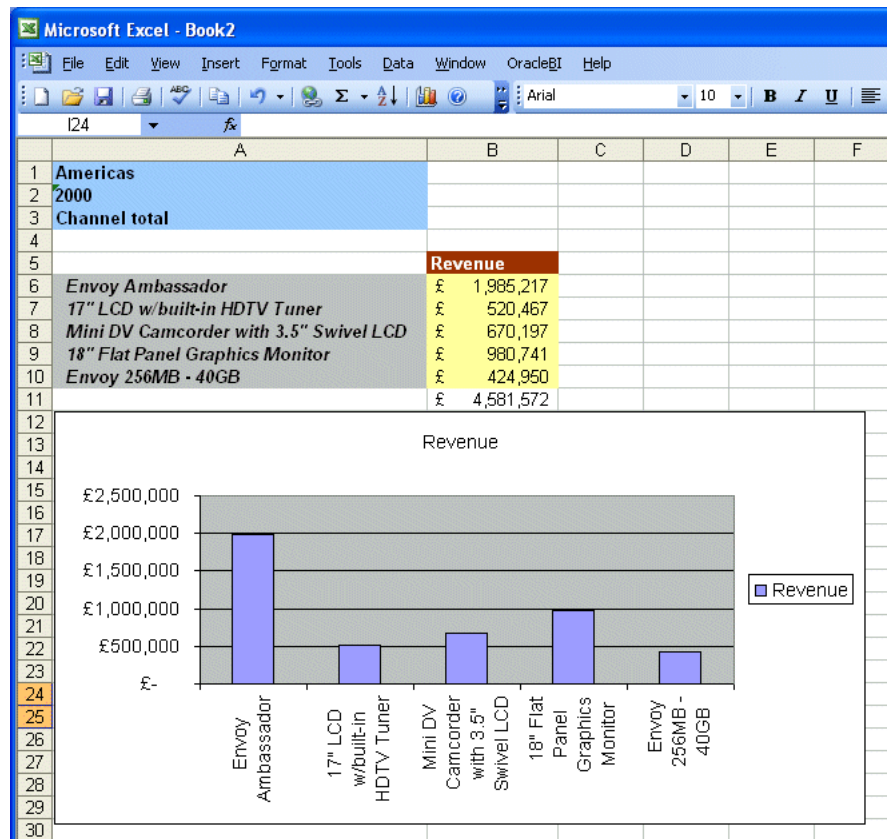 Microsoft Excel - Book2
File Edit View Insert Format Tools Data Window OracleBI Help
ABC Σ A Z Arial 10 B I U
I24 fx
A B C D E F
1 Americas
2 2000
3 Channel total
4
5 Revenue
6 Envoy Ambassador £ 1,985,217
7 17" LCD w/built-in HDTV Tuner £ 520,467
8 Mini DV Camcorder with 3.5" Swivel LCD £ 670,197
9 18" Flat Panel Graphics Monitor £ 980,741
10 Envoy 256MB - 40GB £ 424,950
11 £ 4,581,572
12
13
14
15
16
17
18
19
20
21
22
23
24
25
26
27
28
29
30
Revenue
£2,500,000
£2,000,000
£1,500,000
£1,000,000
£500,000
£-
Revenue
Envoy
Ambassador
17" LCD
w/built-in
HDTV Tuner
Mini DV
Camcorder
with 3.5"
Swivel LCD
18" Flat
Panel
Graphics
Monitor
Envoy
256MB -
40GB